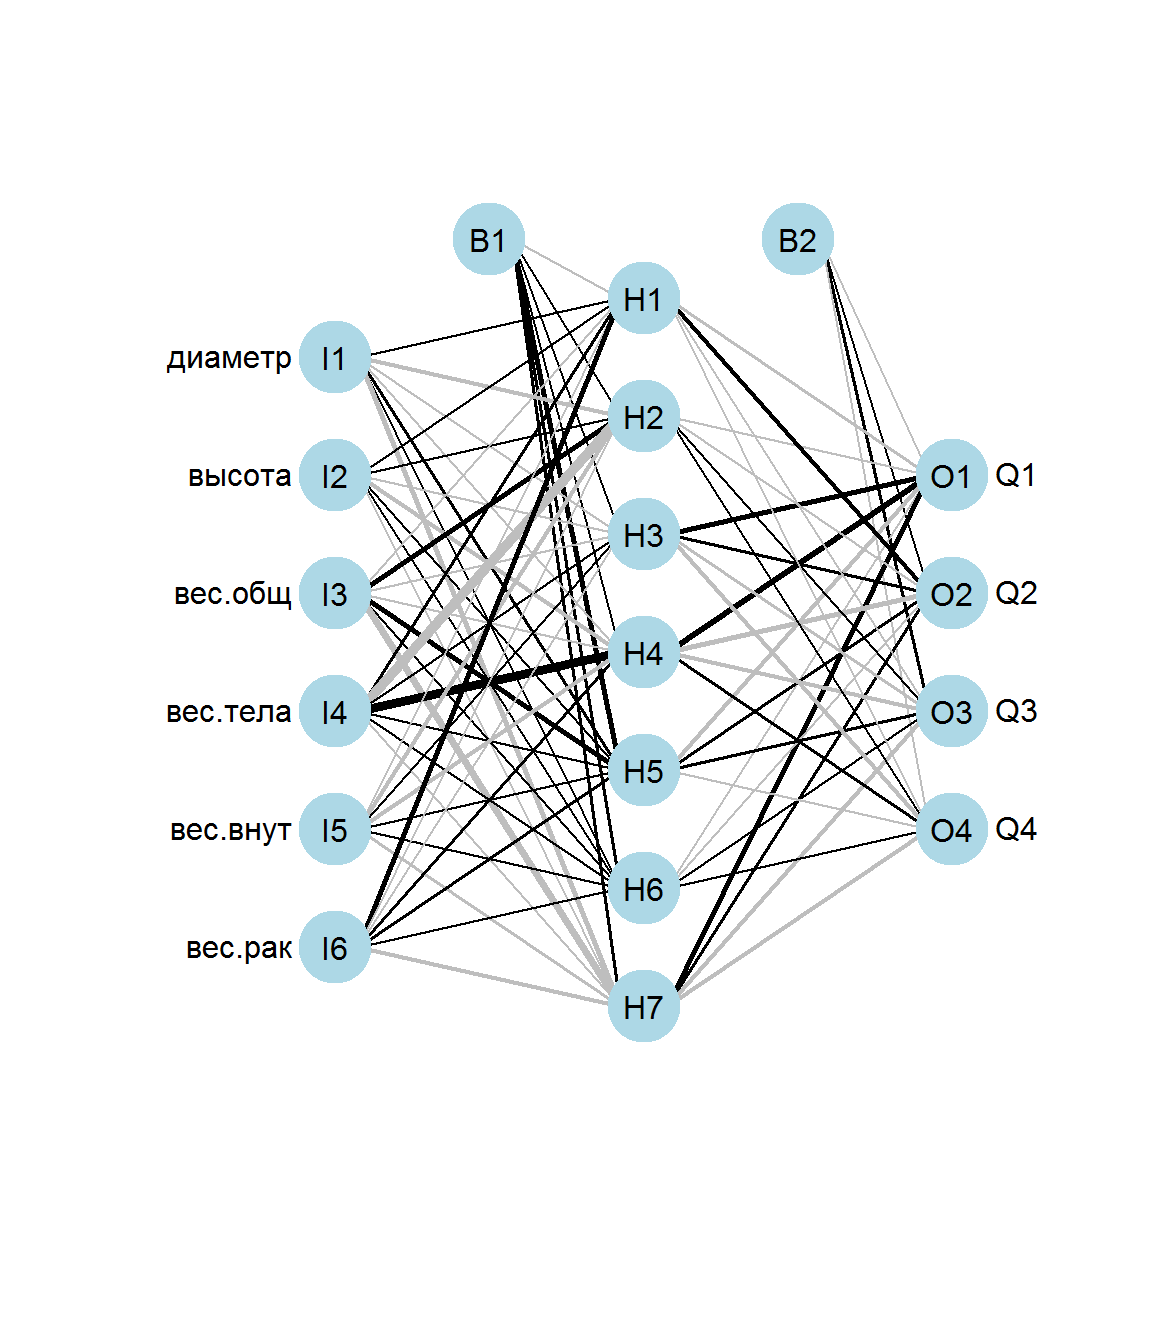 B1
B2
H1
диаметр I1
H2
высота I2
O1 Q1
H3
вес.общ I3
O2 Q2
H4
вес.тела I4
O3 Q3
H5
вес.внут I5
O4 Q4
H6
вес.рак I6
H7